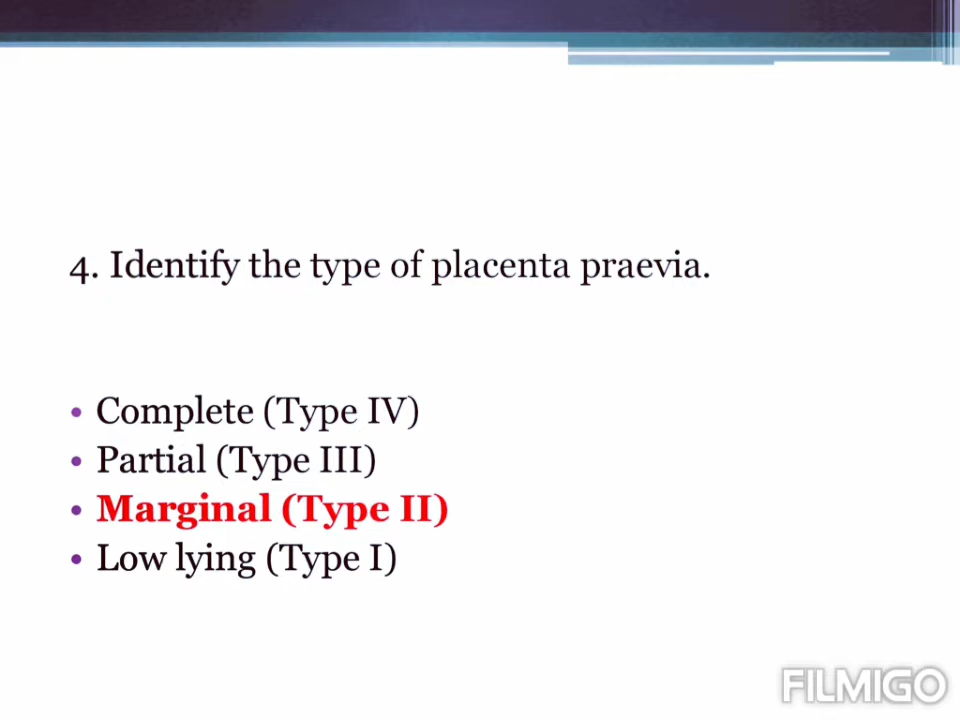 4. Identify the type of placenta praevia.
• Complete (Type IV)
• Partial (Type III)
• Marginal (Type II)
• Low lying (Type I)
FILMIGO